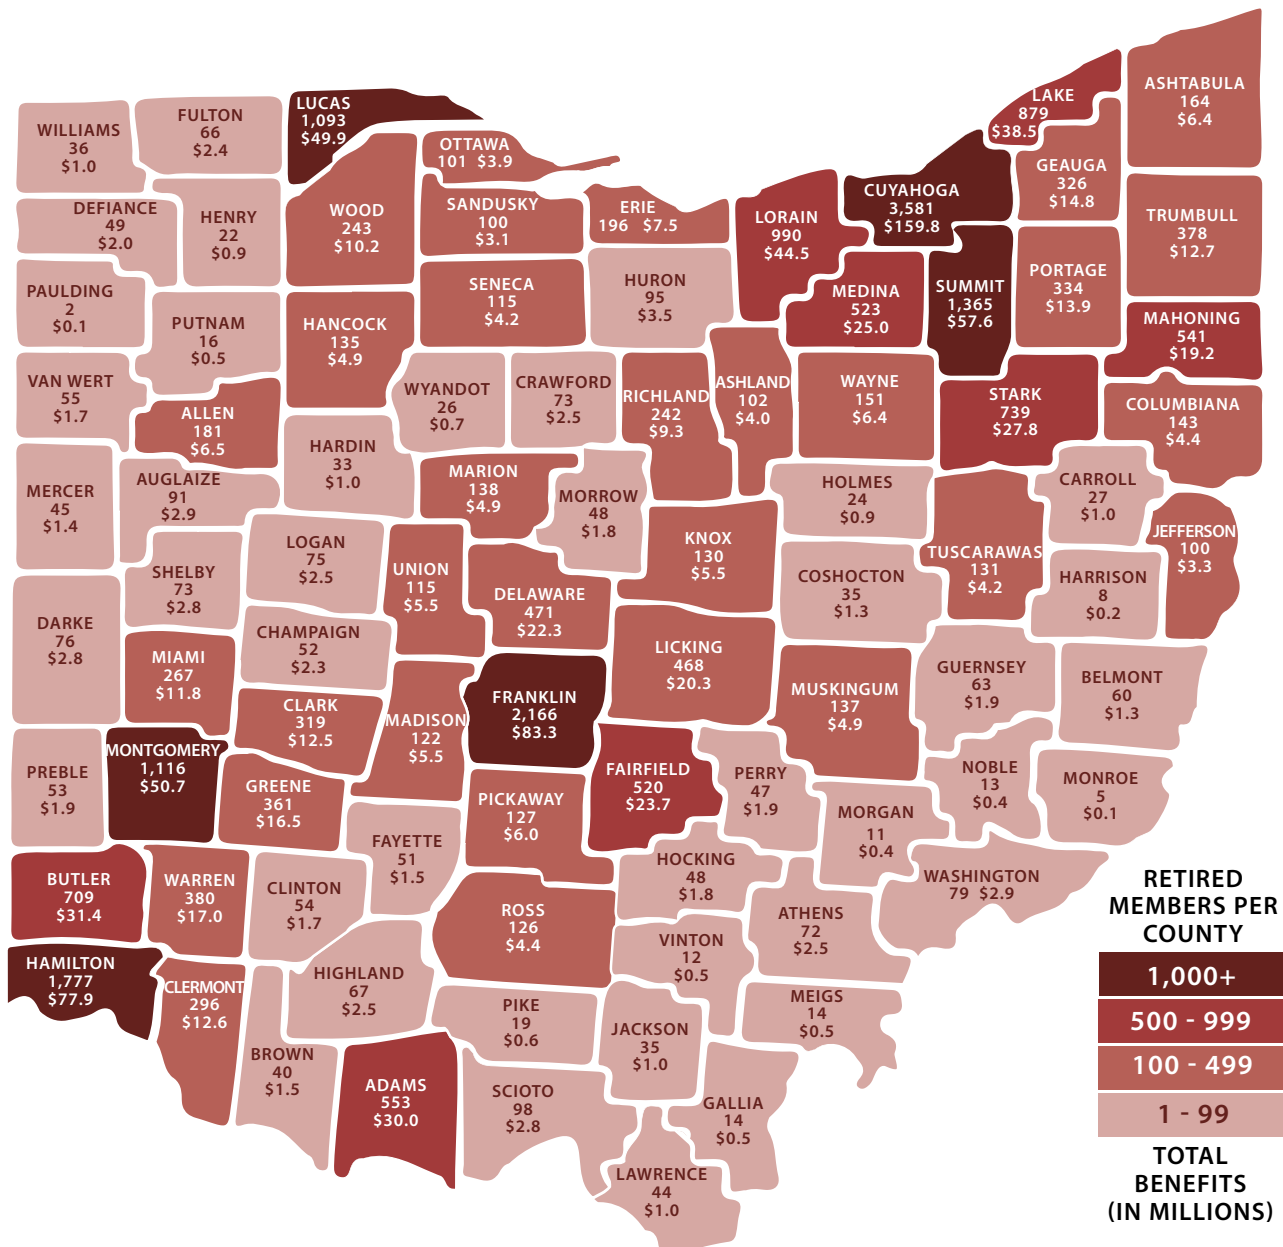 LUCAS
1,093
$49.9
WILLIAMS
36
$1.0
FULTON
66
$2.4
OTTAWA
101 $3.9
LAKE
879
$38.5
ASHTABULA
164
$6.4
GEAUGA
326
$14.8
CUYAHOGA
3,581
$159.8
DEFIANCE
49
$2.0
HENRY
22
$0.9
WOOD
243
$10.2
SANDUSKY
100
$3.1
ERIE
196 $7.5
LORAIN
990
$44.5
TRUMBULL
378
$12.7
PAULDING
2
$0.1
PUTNAM
16
$0.5
HANCOCK
135
$4.9
SENECA
115
$4.2
HURON
95
$3.5
MEDINA
523
$25.0
SUMMIT
1,365
$57.6
PORTAGE
334
$13.9
MAHONING
541
$19.2
VAN WERT
55
$1.7
ALLEN
181
$6.5
WYANDOT
26
$0.7
CRAWFORD
73
$2.5
RICHLAND
242
$9.3
ASHLAND
102
$4.0
WAYNE
151
$6.4
STARK
739
$27.8
COLUMBIANA
143
$4.4
MERCER
45
$1.4
AUGLAIZE
91
$2.9
HARDIN
33
$1.0
MARION
138
$4.9
MORROW
48
$1.8
HOLMES
24
$0.9
CARROLL
27
$1.0
JEFFERSON
100
$3.3
SHELBY
73
$2.8
LOGAN
75
$2.5
UNION
115
$5.5
DELAWARE
471
$22.3
KNOX
130
$5.5
COSHOCTON
35
$1.3
TUSCARAWAS
131
$4.2
HARRISON
8
$0.2
DARKE
76
$2.8
MIAMI
267
$11.8
CHAMPAIGN
52
$2.3
CLARK
319
$12.5
MADISON
122
$5.5
FRANKLIN
2,166
$83.3
LICKING
468
$20.3
MUSKINGUM
137
$4.9
GUERNSEY
63
$1.9
BELMONT
60
$1.3
PREBLE
53
$1.9
MONTGOMERY
1,116
$50.7
GREENE
361
$16.5
FAYETTE
51
$1.5
PICKAWAY
127
$6.0
FAIRFIELD
520
$23.7
PERRY
47
$1.9
MORGAN
11
$0.4
NOBLE
13
$0.4
MONROE
5
$0.1
BUTLER
709
$31.4
WARREN
380
$17.0
CLINTON
54
$1.7
ROSS
126
$4.4
HOCKING
48
$1.8
ATHENS
72
$2.5
WASHINGTON
79 $2.9
HAMILTON
1,777
$77.9
CLERMONT
296
$12.6
HIGHLAND
67
$2.5
PIKE
19
$0.6
VINTON
12
$0.5
JACKSON
35
$1.0
MEIGS
14
$0.5
BROWN
40
$1.5
ADAMS
553
$30.0
SCIOTO
98
$2.8
GALLIA
14
$0.5
LAWRENCE
44
$1.0
RETIRED
MEMBERS PER
COUNTY
1,000+
500 - 999
100 - 499
1 - 99
TOTAL
BENEFITS
(IN MILLIONS)